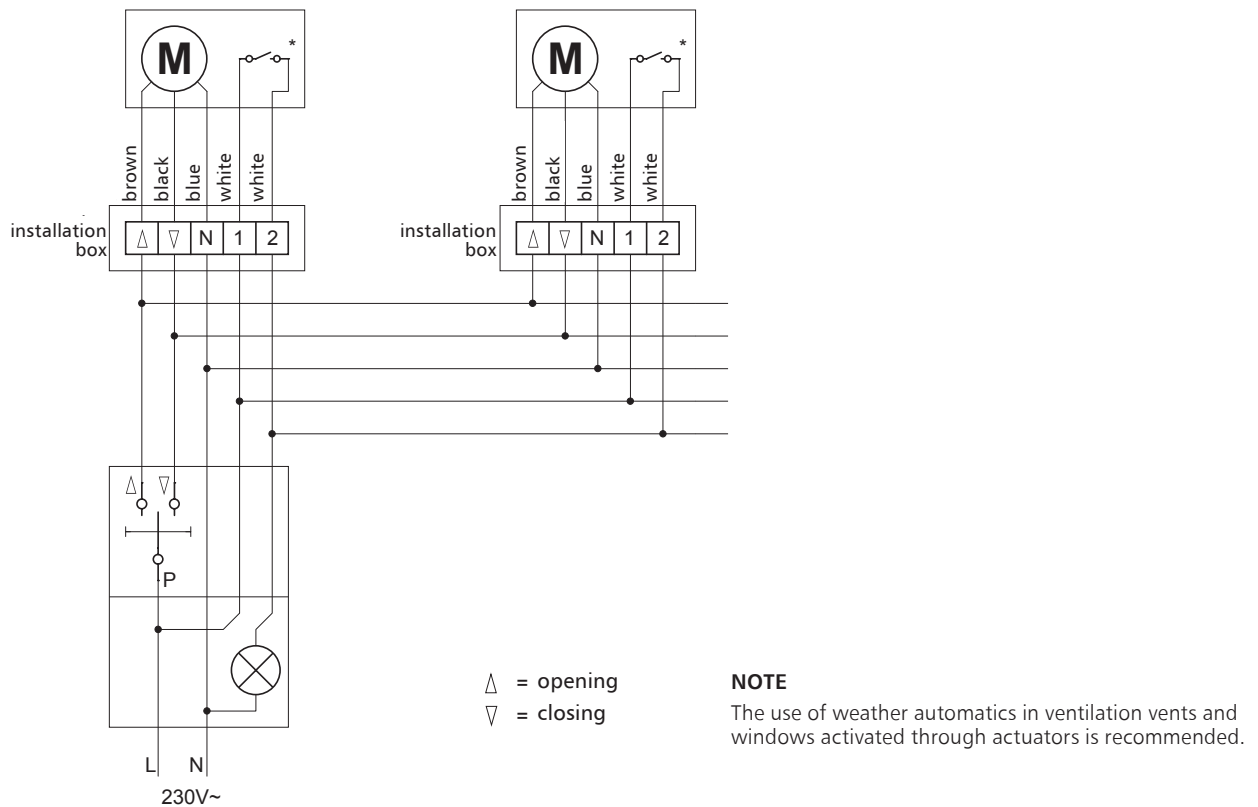 M * M *
brown black blue white white
brown black blue white white
installation
box
△ ▽ N 1 2
installation
box
△ ▽ N 1 2
△ ▽
P
△ = opening
▽ = closing
NOTE
The use of weather automatics in ventilation vents and
windows activated through actuators is recommended.
L N
230V~